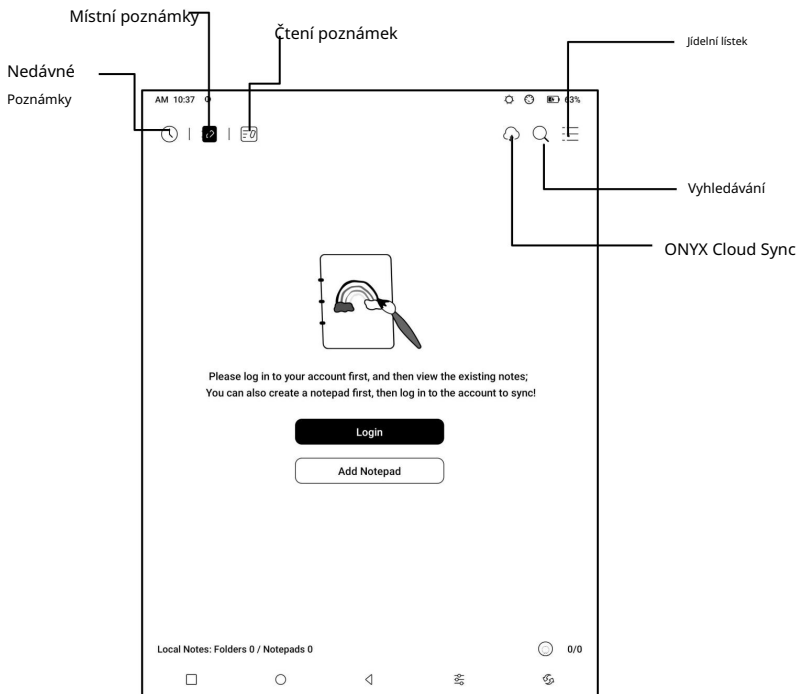 Místní poznámky
Čtení poznámek
Jídelní lístek
Nedávné
Poznámky
AM 10:37
63%
Vyhledávání
ONYX Cloud Sync
Please log in to your account first, and then view the existing notes;
You can also create a notepad first, then log in to the account to sync!
Login
Add Notepad
Local Notes: Folders 0 / Notepads 0
0/0